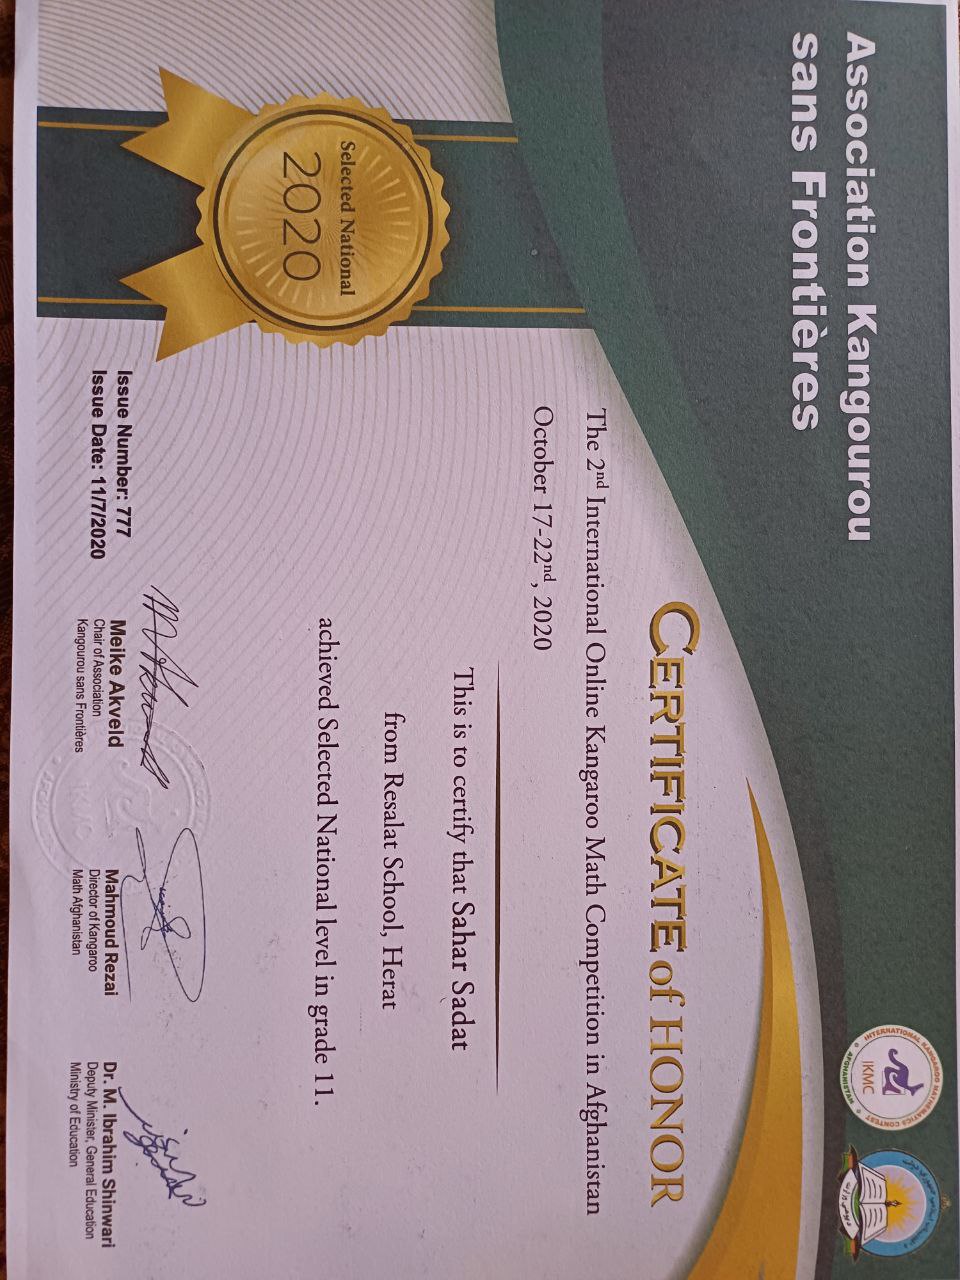 Association Kangourou
sans Frontières
INTERNATIONAL KANGAROO MATHEMATICS CONTEST
IKMC
AFGHANISTAN
CERTIFICATE of HONOR
The 2nd International Online Kangaroo Math Competition in Afghanistan
October 17-22nd, 2020
This is to certify that Sahar Sadat
from Resalat School, Herat
achieved Selected National level in grade 11.
Selected National
2020
Issue Number: 777
Issue Date: 11/7/2020
Meike Akveld
Chair of Association
Kangourou sans Frontières
IKMC
Mahmoud Rezai
Director of Kangaroo
Math Afghanistan
Dr. M. Ibrahim Shinwari
Deputy Minister, General Education
Ministry of Education